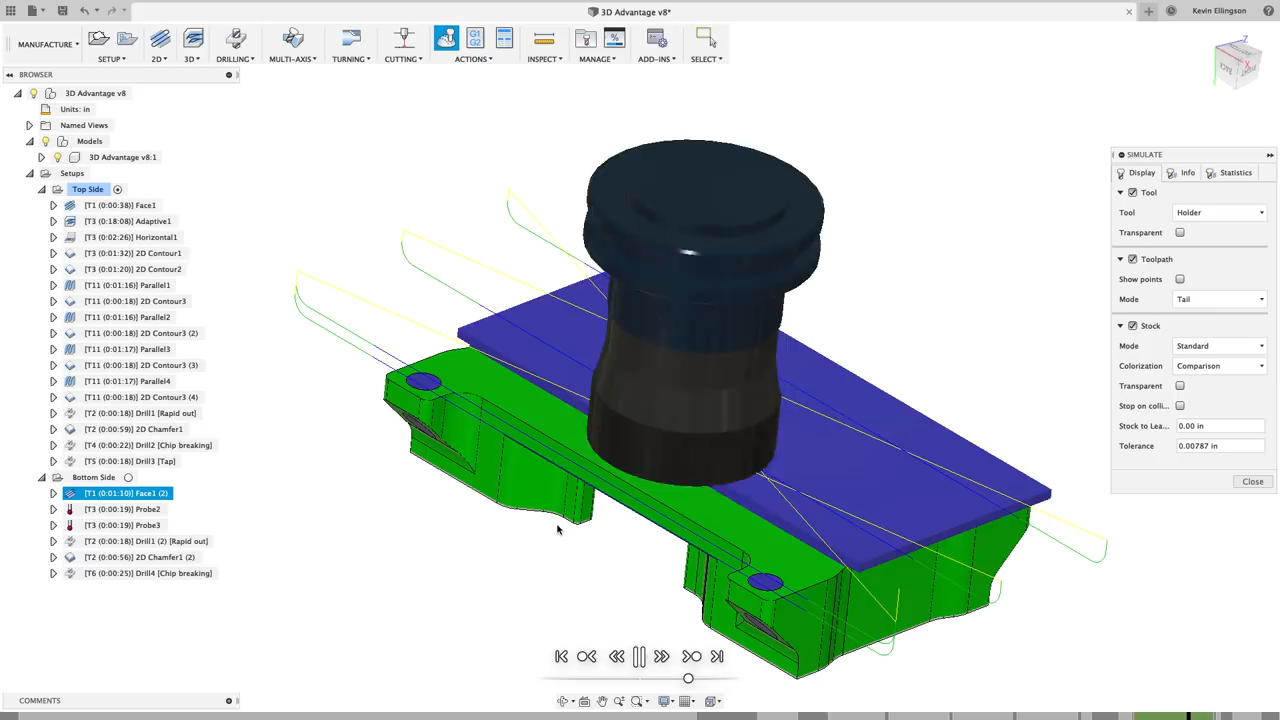 3D Advantage v8*
Kevin Ellingson
MANUFACTURE
SETUP
2D
3D
DRILLING
MULTI-AXIS
TURNING
CUTTING
G1
G2
ACTIONS
INSPECT
MANAGE
ADD-INS
SELECT
BROWSER
3D Advantage v8
Units: in
Named Views
Models
3D Advantage v8:1
Setups
Top Side
[T1 (0:00:38)] Face1
[T3 (0:18:08)] Adaptive1
[T3 (0:02:26)] Horizontal1
[T3 (0:01:32)] 2D Contour1
[T3 (0:01:20)] 2D Contour2
[T11 (0:01:16)] Parallel1
[T11 (0:00:18)] 2D Contour3
[T11 (0:01:16)] Parallel2
[T11 (0:00:18)] 2D Contour3 (2)
[T11 (0:01:17)] Parallel3
[T11 (0:00:18)] 2D Contour3 (3)
[T11 (0:01:17)] Parallel4
[T11 (0:00:18)] 2D Contour3 (4)
[T2 (0:00:18)] Drill1 [Rapid out]
[T2 (0:00:59)] 2D Chamfer1
[T4 (0:00:22)] Drill2 [Chip breaking]
[T5 (0:00:18)] Drill3 [Tap]
Bottom Side
[T1 (0:01:10)] Face1 (2)
[T3 (0:00:19)] Probe2
[T3 (0:00:19)] Probe3
[T2 (0:00:18)] Drill1 (2) [Rapid out]
[T2 (0:00:56)] 2D Chamfer1 (2)
[T6 (0:00:25)] Drill4 [Chip breaking]
COMMENTS
Z
X
BACK
RIGHT
SIMULATE
Display
Info
Statistics
Tool
Tool Holder
Transparent
Toolpath
Show points
Mode Tail
Stock
Mode Standard
Colorization Comparison
Transparent
Stop on colli...
Stock to Lea... 0.00 in
Tolerance 0.00787 in
Close